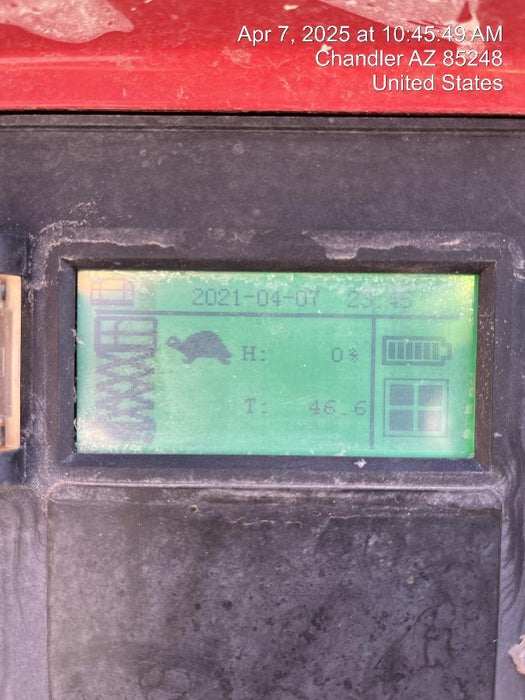 Apr 7, 2025 at 10:45:49 AM
Chandler AZ 85248
United States
2021-04-07 23:45
H: 0%
T: 46.6